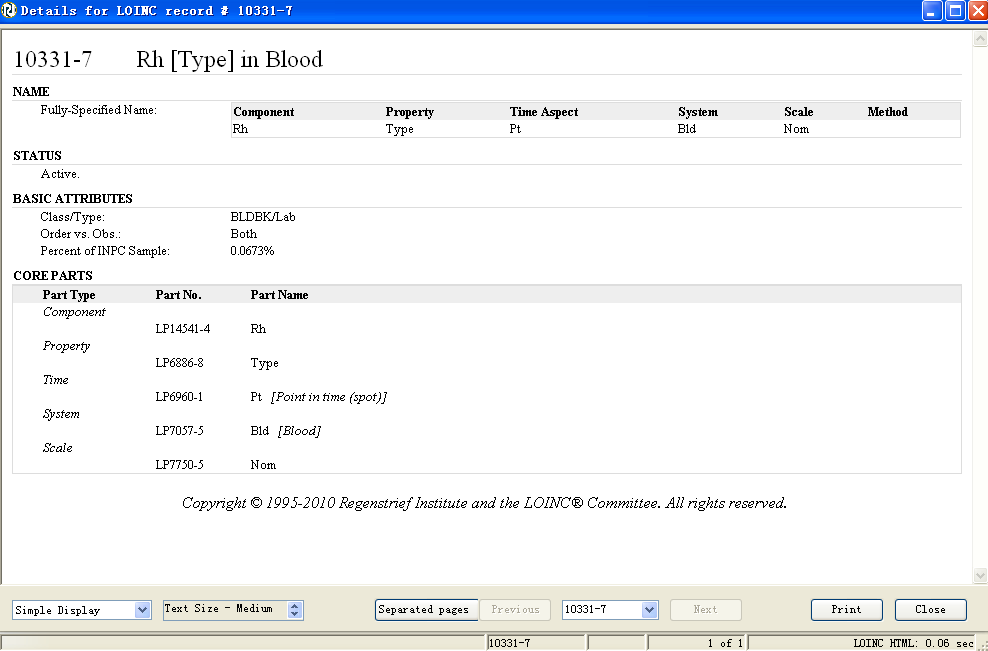 Details for LOINC record # 10331-7
10331-7 Rh [Type] in Blood
NAME
Fully-Specified Name: Component Property Time Aspect System Scale Method
Rh Type Pt Bld Nom
STATUS
Active.
BASIC ATTRIBUTES
Class/Type: BLDBK/Lab
Order vs. Obs.: Both
Percent of INPC Sample: 0.0673%
CORE PARTS
Part Type Part No. Part Name
Component
LP14541-4 Rh
Property
LP6886-8 Type
Time
LP6960-1 Pt [Point in time (spot)]
System
LP7057-5 Bld [Blood]
Scale
LP7750-5 Nom
Copyright © 1995-2010 Regenstrief Institute and the LOINC® Committee. All rights reserved.
Simple Display Text Size - Medium Separated pages Previous 10331-7 Next Print Close
10331-7 1 of 1 LOINC HTML: 0.06 sec